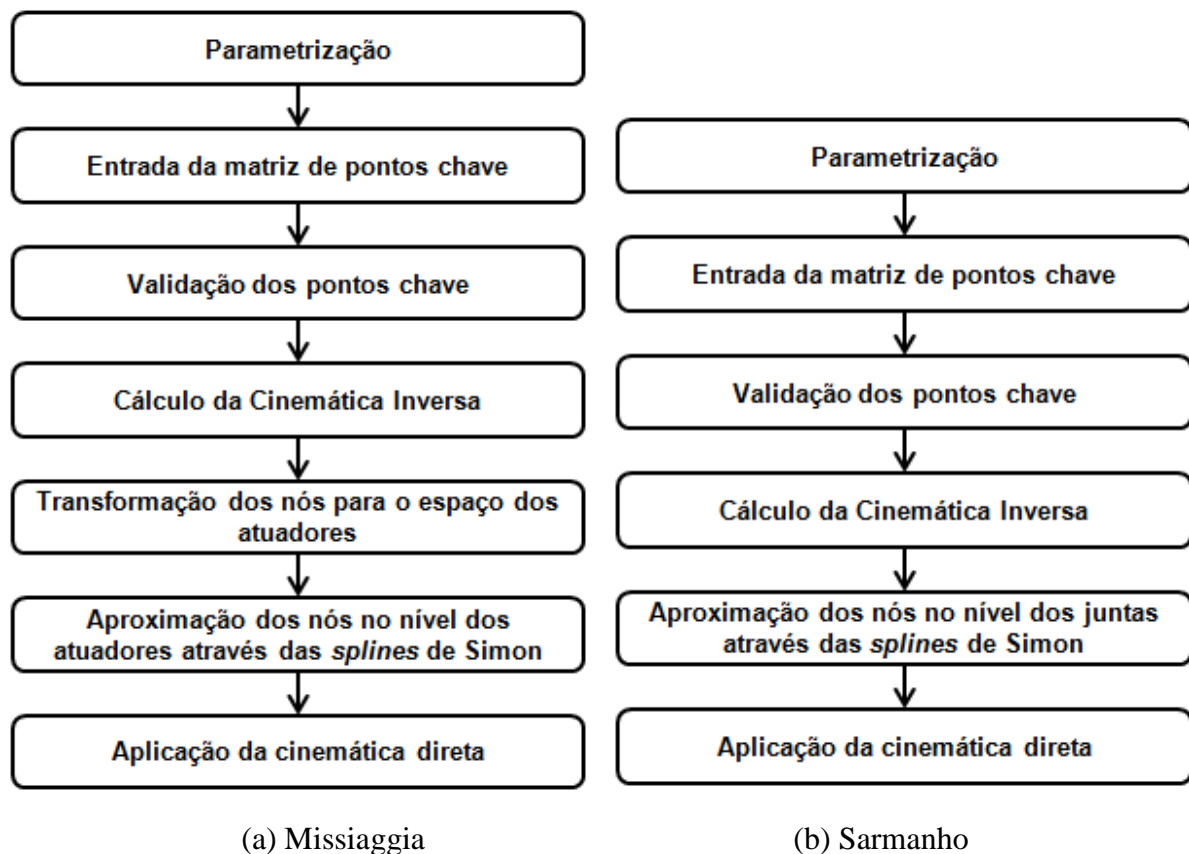 Parametrização
Entrada da matriz de pontos chave
Validação dos pontos chave
Cálculo da Cinemática Inversa
Transformação dos nós para o espaço dos
atuadores
Aproximação dos nós no nível dos
atuadores através das splines de Simon
Aplicação da cinemática direta
(a) Missiaggia
Parametrização
Entrada da matriz de pontos chave
Validação dos pontos chave
Cálculo da Cinemática Inversa
Aproximação dos nós no nível dos juntas
através das splines de Simon
Aplicação da cinemática direta
(b) Sarmanho